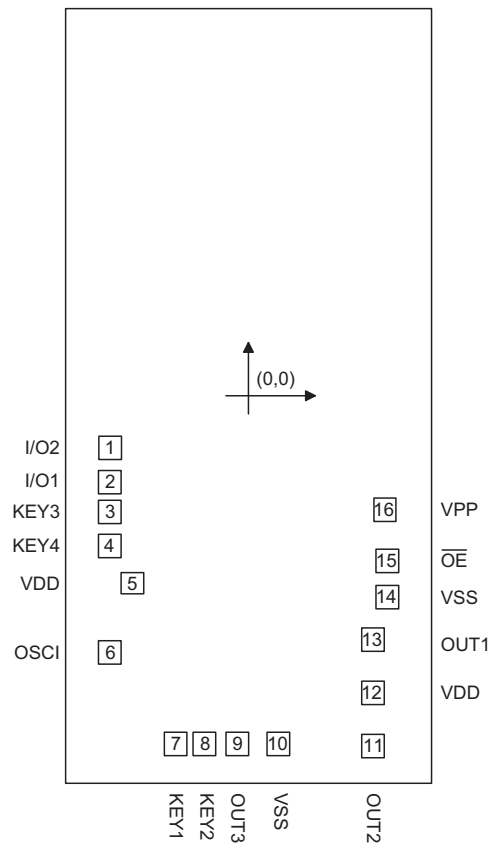 (0,0)
I/O2 1
I/O1 2
KEY3 3
16 VPP
KEY4 4
15 O̅E̅
VDD 5
14 VSS
13 OUT1
OSCI 6
12 VDD
7 8 9 10 11
KEY1
KEY2
OUT3
VSS
OUT2